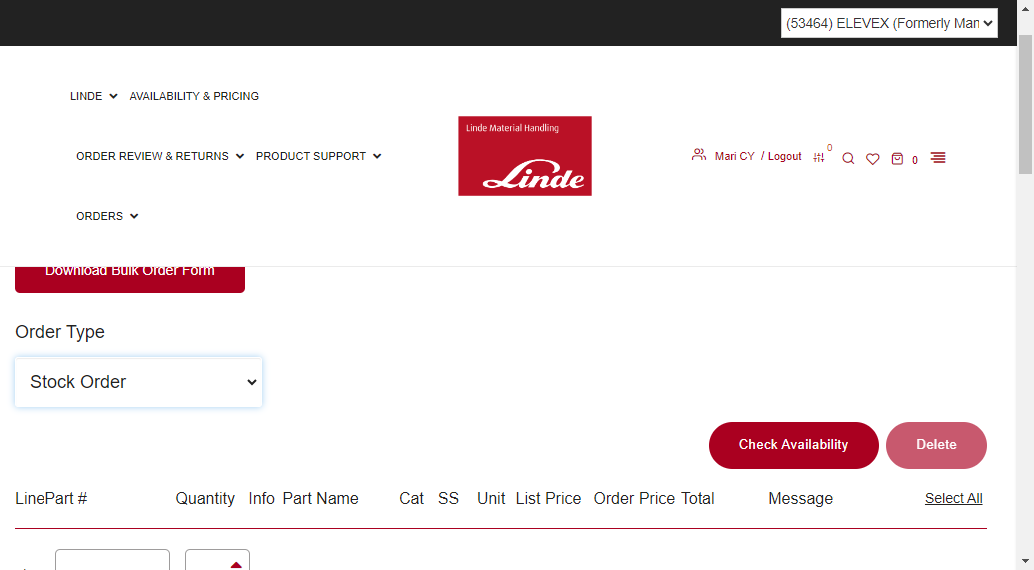 (53464) ELEVEX (Formerly Man
LINDE AVAILABILITY & PRICING
ORDER REVIEW & RETURNS PRODUCT SUPPORT
ORDERS
Linde Material Handling
Linde
Mari CY / Logout 0 0
Download Bulk Order Form
Order Type
Stock Order
Check Availability Delete
LinePart # Quantity Info Part Name Cat SS Unit List Price Order Price Total Message Select All